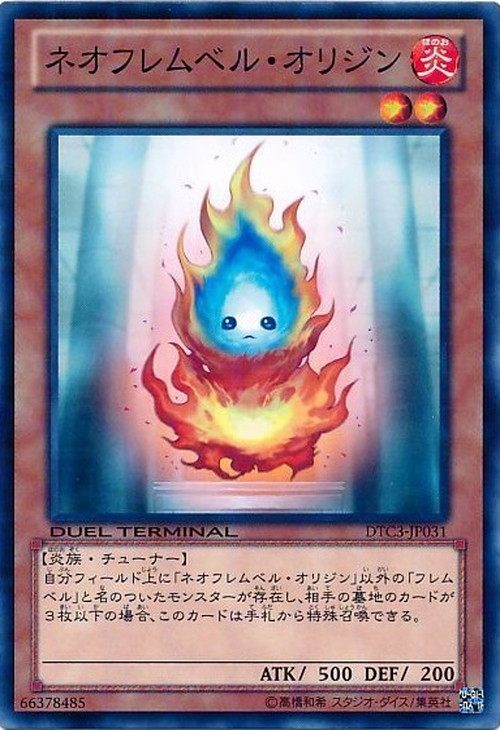 ネオフレムベル・オリジン
炎
ほのお
DUEL TERMINAL
DTC3-JP031
【炎族・チューナー】
自分フィールド上に「ネオフレムベル・オリジン」以外の「フレム
ベル」と名のついたモンスターが存在し、相手の墓地のカードが
３枚以下の場合、このカードは手札から特殊召喚できる。
ATK/ 500 DEF/ 200
66378485
©高橋和希 スタジオ・ダイス/集英社